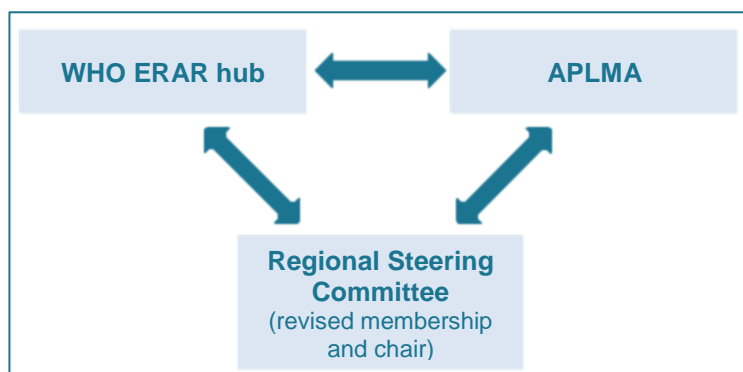 WHO ERAR hub
APLMA
Regional Steering
Committee
(revised membership
and chair)